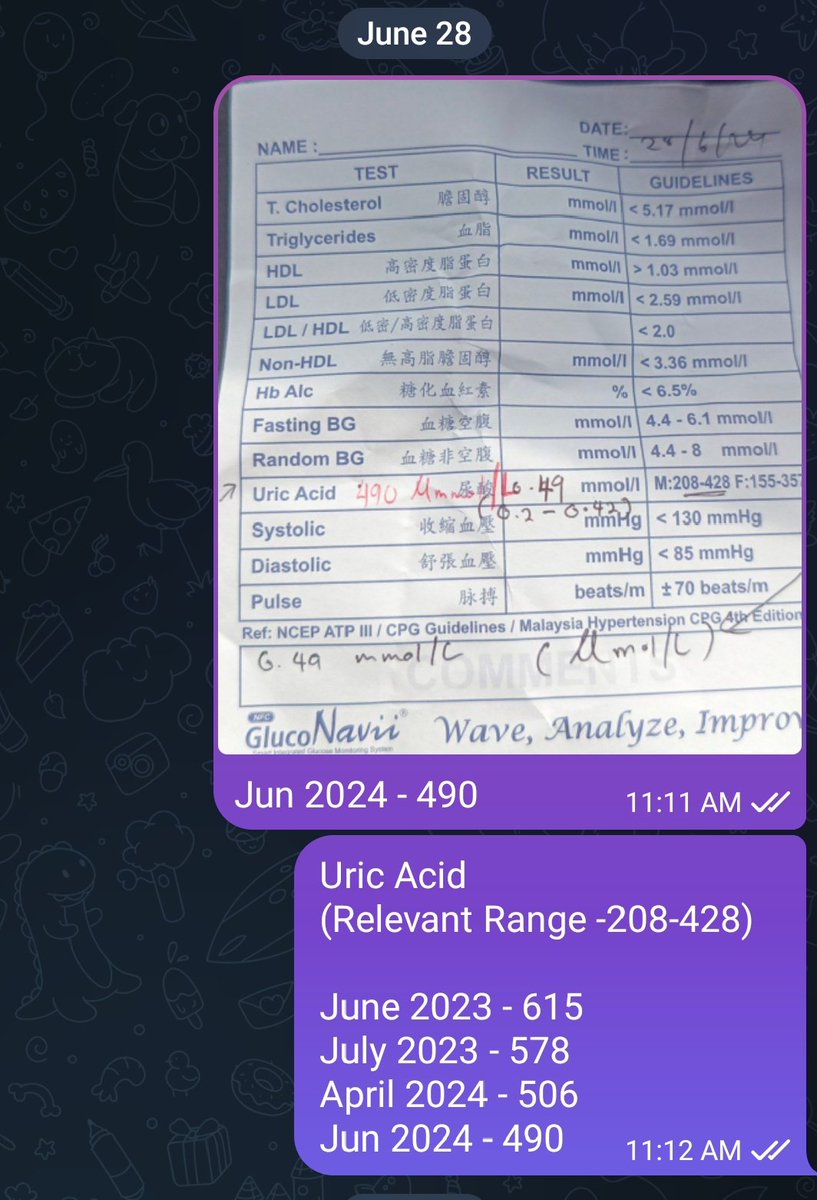 June 28
NAME :
DATE: 28/6/24
TIME :
TEST RESULT GUIDELINES
T. Cholesterol 膽固醇 mmol/l < 5.17 mmol/l
Triglycerides 血脂 mmol/l < 1.69 mmol/l
HDL 高密度脂蛋白 mmol/l > 1.03 mmol/l
LDL 低密度脂蛋白 mmol/l < 2.59 mmol/l
LDL / HDL 低密/高密度脂蛋白 < 2.0
Non-HDL 無高脂膽固醇 mmol/l < 3.36 mmol/l
Hb Alc 糖化血紅素 % < 6.5%
Fasting BG 血糖空腹 mmol/l 4.4 - 6.1 mmol/l
Random BG 血糖非空腹 mmol/l 4.4 - 8 mmol/l
Uric Acid 490 尿酸 0.49 mmol/l M:208-428 F:155-357
(0.2 - 0.42)
Systolic 收縮血壓 mmHg < 130 mmHg
Diastolic 舒張血壓 mmHg < 85 mmHg
Pulse 脉搏 beats/m ±70 beats/m
Ref: NCEP ATP III / CPG Guidelines / Malaysia Hypertension CPG 4th Edition
0.49 mmol/L (μmol/L)
COMMENTS
NFC
GlucoNavii® Wave, Analyze, Improv
Smart Integrated Glucose Monitoring System
Jun 2024 - 490 11:11 AM
Uric Acid
(Relevant Range -208-428)
June 2023 - 615
July 2023 - 578
April 2024 - 506
Jun 2024 - 490 11:12 AM